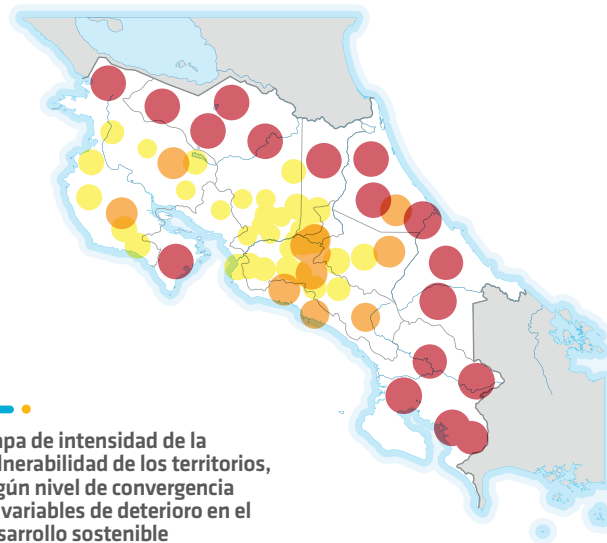 apa de intensidad de la
lnerabilidad de los territorios,
gún nivel de convergencia
variables de deterioro en el
sarrollo sostenible